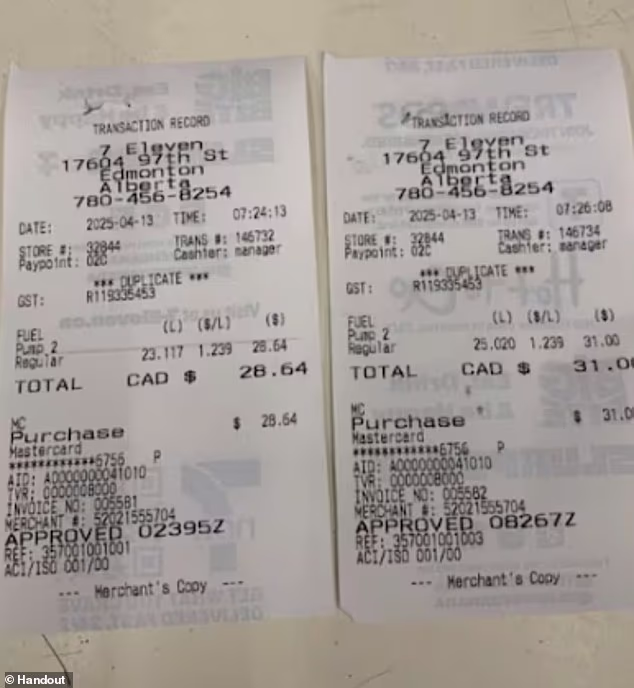 TRANSACTION RECORD
7 Eleven
17604 97th St
Edmonton
Alberta
780-456-8254
DATE: 2025-04-13 TIME: 07:24:13
STORE #: 32844 TRANS #: 146732
Paypoint: 02C Cashier: manager
*** DUPLICATE ***
GST: R119335453
FUEL (L) ($/L) ($)
Pump 2
Regular 23.117 1.239 28.64
TOTAL CAD $ 28.64
MC $ 28.64
Purchase
Mastercard
************6756 P
AID: A0000000041010
TVR: 0000008000
INVOICE NO: 005581
MERCHANT #: 52021555704
APPROVED 02395Z
REF: 357001001001
ACI/ISO 001/00
--- Merchant's Copy ---
TRANSACTION RECORD
7 Eleven
17604 97th St
Edmonton
Alberta
780-456-8254
DATE: 2025-04-13 TIME: 07:26:08
STORE #: 32844 TRANS #: 146734
Paypoint: 02C Cashier: manager
*** DUPLICATE ***
GST: R119335453
FUEL (L) ($/L) ($)
Pump 2
Regular 25.020 1.239 31.00
TOTAL CAD $ 31.00
MC $ 31.0
Purchase
Mastercard
************6756 P
AID: A0000000041010
TVR: 0000008000
INVOICE NO: 005582
MERCHANT #: 52021555704
APPROVED 08267Z
REF: 357001001003
ACI/ISO 001/00
--- Merchant's Copy ---
© Handout